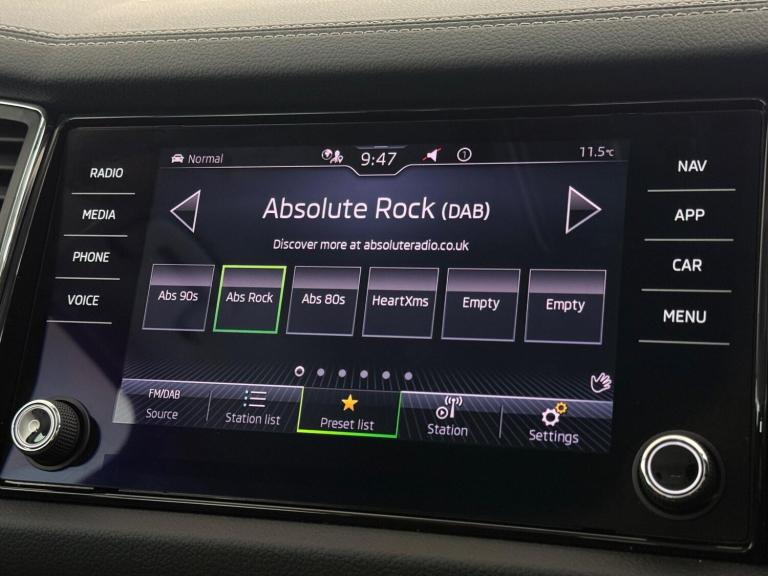 Normal
9:47
1
11.5°C
RADIO
MEDIA
PHONE
VOICE
Absolute Rock (DAB)
Discover more at absoluteradio.co.uk
Abs 90s
Abs Rock
Abs 80s
HeartXms
Empty
Empty
FM/DAB
Source
Station list
Preset list
Station
Settings
NAV
APP
CAR
MENU